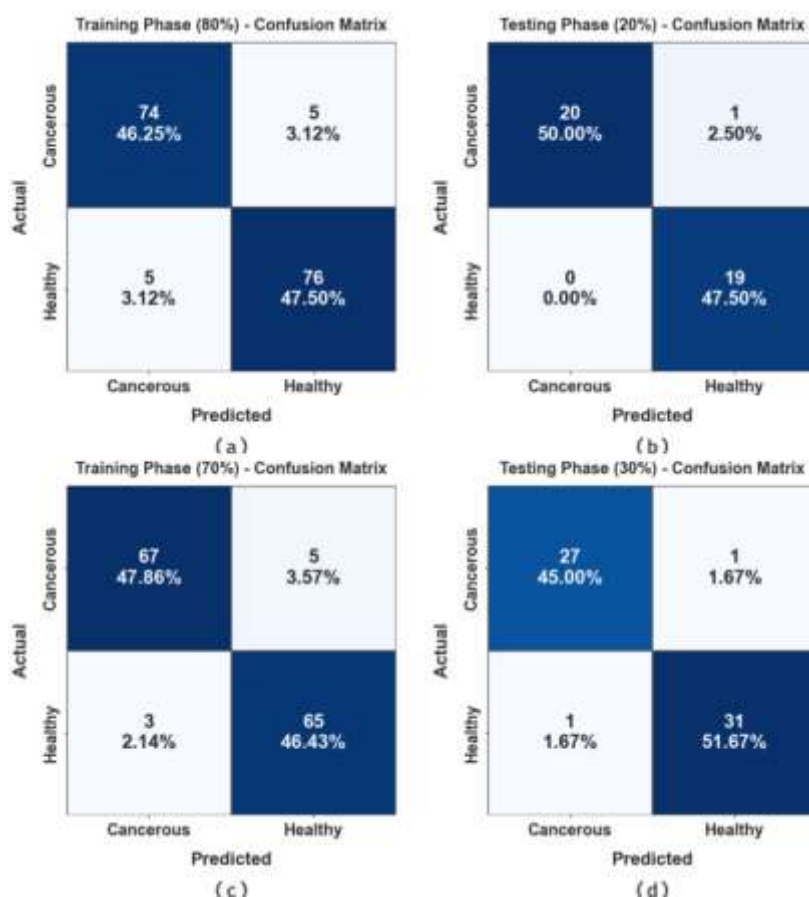 Training Phase (80%) - Confusion Matrix
Testing Phase (20%) - Confusion Matrix
Actual
Cancerous
Healthy
74
46.25%
5
3.12%
5
3.12%
76
47.50%
Cancerous
Healthy
Predicted
(a)
Actual
Cancerous
Healthy
20
50.00%
1
2.50%
0
0.00%
19
47.50%
Cancerous
Healthy
Predicted
(b)
Training Phase (70%) - Confusion Matrix
Testing Phase (30%) - Confusion Matrix
Actual
Cancerous
Healthy
67
47.86%
5
3.57%
3
2.14%
65
46.43%
Cancerous
Healthy
Predicted
(c)
Actual
Cancerous
Healthy
27
45.00%
1
1.67%
1
1.67%
31
51.67%
Cancerous
Healthy
Predicted
(d)